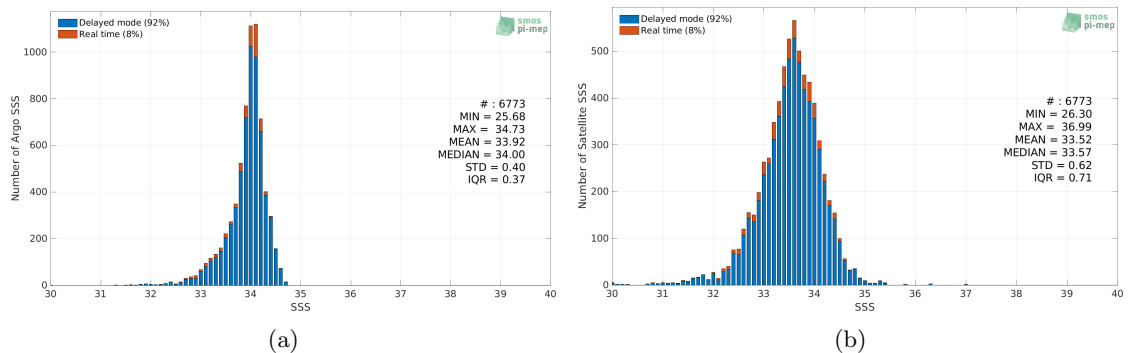 Delayed mode (92%)
Real time (8%)
smos
pi-mep
Number of Argo SSS
1000
800
600
400
200
0
# : 6773
MIN = 25.68
MAX = 34.73
MEAN = 33.92
MEDIAN = 34.00
STD = 0.40
IQR = 0.37
30 31 32 33 34 35 36 37 38 39 40
SSS
(a)
Delayed mode (92%)
Real time (8%)
smos
pi-mep
Number of Satellite SSS
500
400
300
200
100
0
# : 6773
MIN = 26.30
MAX = 36.99
MEAN = 33.52
MEDIAN = 33.57
STD = 0.62
IQR = 0.71
30 31 32 33 34 35 36 37 38 39 40
SSS
(b)